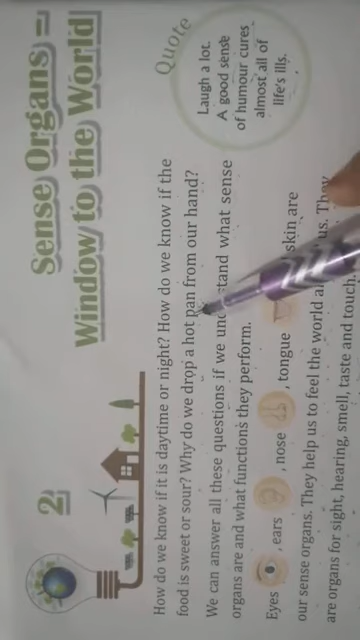 2
Sense Organs –
Window to the World
Quote
Laugh a lot.
A good sense
of humour cures
almost all of
life's ills.
How do we know if it is daytime or night? How do we know if the
food is sweet or sour? Why do we drop a hot pan from our hand?
We can answer all these questions if we what sense
organs are and what functions they perform.
Eyes , ears , nose , tongue skin are
our sense organs. They help us to feel the world us. They
are organs for sight, hearing, smell, taste and touch.